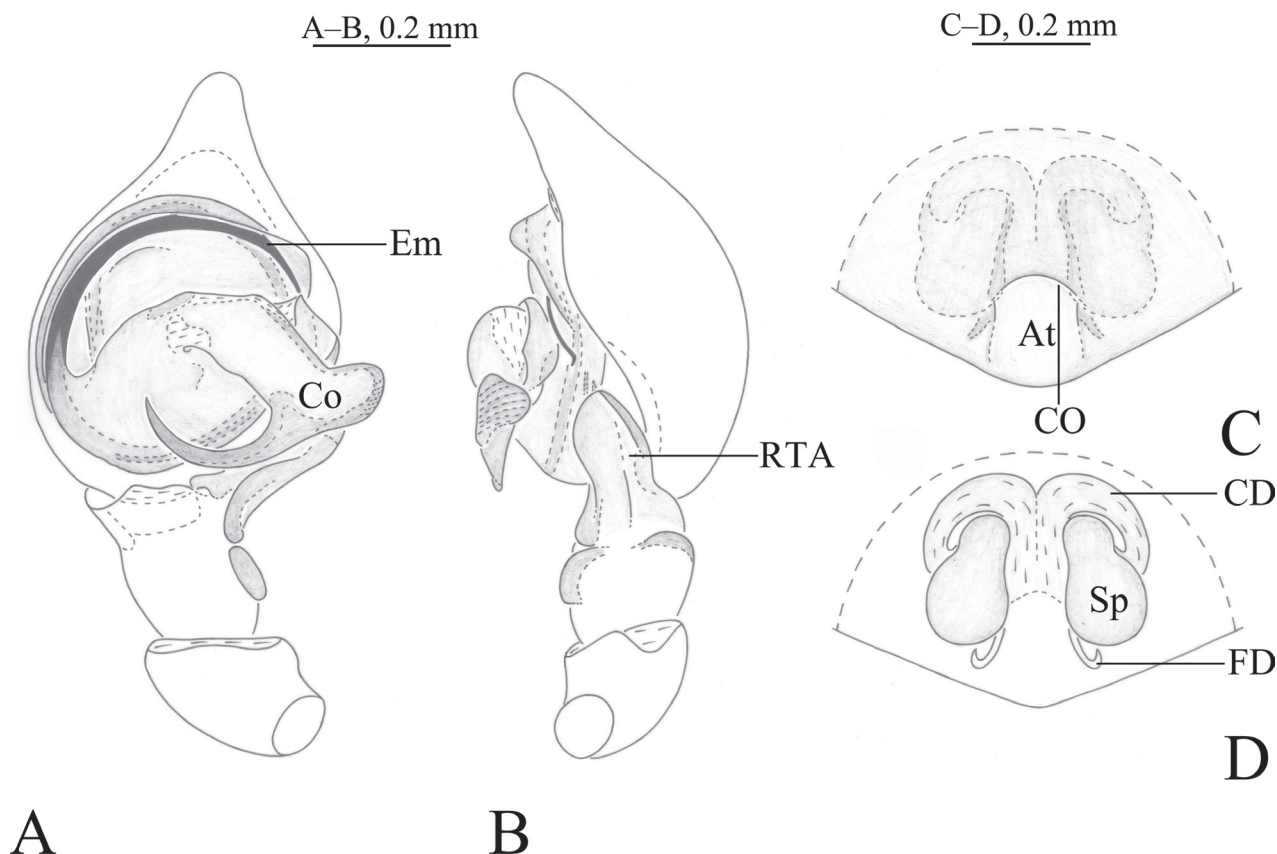 A–B, 0.2 mm
C–D, 0.2 mm
Em
Co
RTA
At
CO
C
CD
Sp
FD
D
A
B